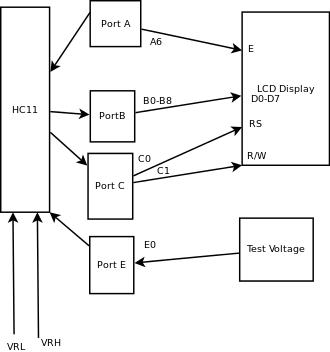 Port A
A6
E
HC11
PortB
B0-B8
LCD Display
D0-D7
RS
C0
C1
R/W
Port C
E0
Port E
Test Voltage
VRL
VRH